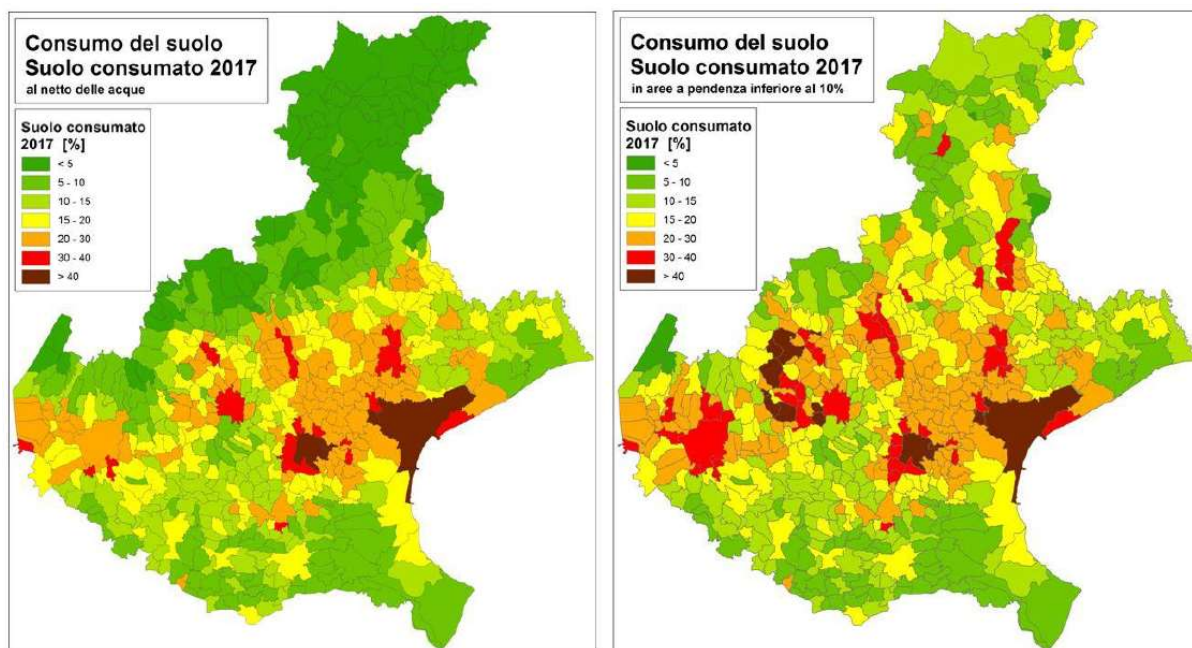 Consumo del suolo
Suolo consumato 2017
al netto delle acque
Suolo consumato
2017 [%]
< 5
5 - 10
10 - 15
15 - 20
20 - 30
30 - 40
> 40
Consumo del suolo
Suolo consumato 2017
in aree a pendenza inferiore al 10%
Suolo consumato
2017 [%]
< 5
5 - 10
10 - 15
15 - 20
20 - 30
30 - 40
> 40